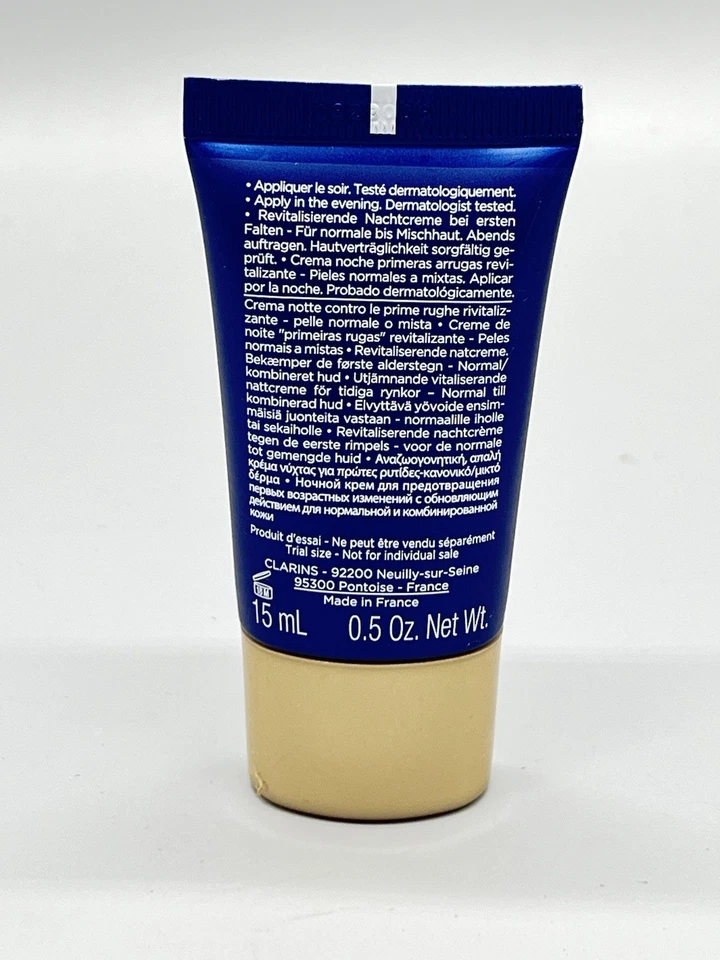 • Appliquer le soir. Testé dermatologiquement.
• Apply in the evening. Dermatologist tested.
• Revitalisierende Nachtcreme bei ersten
Falten - Für normale bis Mischhaut. Abends
auftragen. Hautverträglichkeit sorgfältig ge-
prüft. • Crema noche primeras arrugas revi-
talizante - Pieles normales a mixtas. Aplicar
por la noche. Probado dermatológicamente.
Crema notte contro le prime rughe rivitaliz-
zante - pelle normale o mista • Creme de
noite "primeiras rugas" revitalizante - Peles
normais a mistas • Revitaliserende natcreme.
Bekæmper de første alderstegn - Normal/
kombineret hud • Utjämnande vitaliserande
nattcreme för tidiga rynkor – Normal till
kombinerad hud • Elvyttävä yövoide ensim-
mäisiä juonteita vastaan - normaalille iholle
tai sekaiholle • Revitaliserende nachtcrème
tegen de eerste rimpels - voor de normale
tot gemengde huid • Αναζωογονητική, απαλή
κρέμα νύχτας για πρώτες ρυτίδες-κανονικό/μικτό
δέρμα • Ночной крем для предотвращения
первых возрастных изменений с обновляющим
действием для нормальной и комбинированной
кожи
Produit d'essai - Ne peut être vendu séparément
Trial size - Not for individual sale
CLARINS - 92200 Neuilly-sur-Seine
95300 Pontoise - France
Made in France
18 M
15 mL 0.5 Oz. Net Wt.